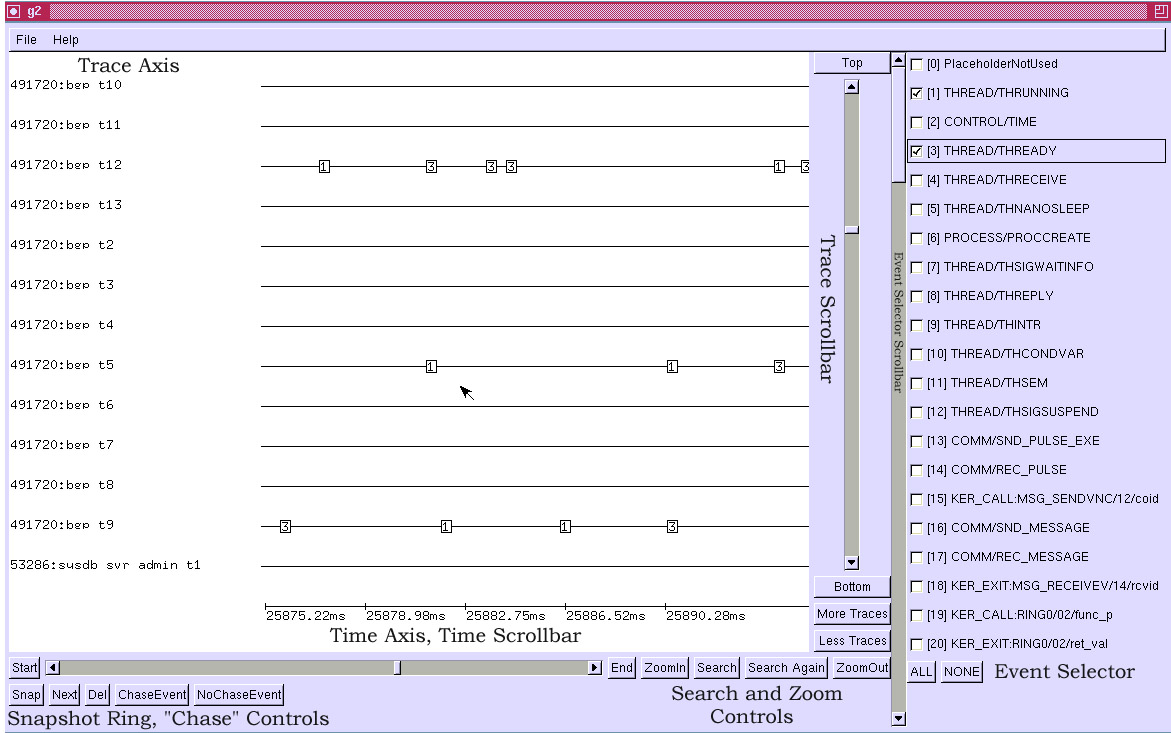 g2
File Help
Trace Axis
491720:bep t10
491720:bep t11
491720:bep t12 1 3 3 3 1 3
491720:bep t13
491720:bep t2
491720:bep t3
491720:bep t4
491720:bep t5 1 1 3
491720:bep t6
491720:bep t7
491720:bep t8
491720:bep t9 3 1 1 3
53286:sysdb svr admin t1
25875.22ms 25878.98ms 25882.75ms 25886.52ms 25890.28ms
Time Axis, Time Scrollbar
Top
Trace Scrollbar
Bottom
More Traces
Less Traces
Event Selector Scrollbar
[0] PlaceholderNotUsed
[1] THREAD/THRUNNING
[2] CONTROL/TIME
[3] THREAD/THREADY
[4] THREAD/THRECEIVE
[5] THREAD/THNANOSLEEP
[6] PROCESS/PROCCREATE
[7] THREAD/THSIGWAITINFO
[8] THREAD/THREPLY
[9] THREAD/THINTR
[10] THREAD/THCONDVAR
[11] THREAD/THSEM
[12] THREAD/THSIGSUSPEND
[13] COMM/SND_PULSE_EXE
[14] COMM/REC_PULSE
[15] KER_CALL:MSG_SENDVNC/12/coid
[16] COMM/SND_MESSAGE
[17] COMM/REC_MESSAGE
[18] KER_EXIT:MSG_RECEIVEV/14/rcvid
[19] KER_CALL:RING0/02/func_p
[20] KER_EXIT:RING0/02/ret_val
ALL NONE Event Selector
Start End ZoomIn Search Search Again ZoomOut
Snap Next Del ChaseEvent NoChaseEvent
Snapshot Ring, "Chase" Controls
Search and Zoom
Controls